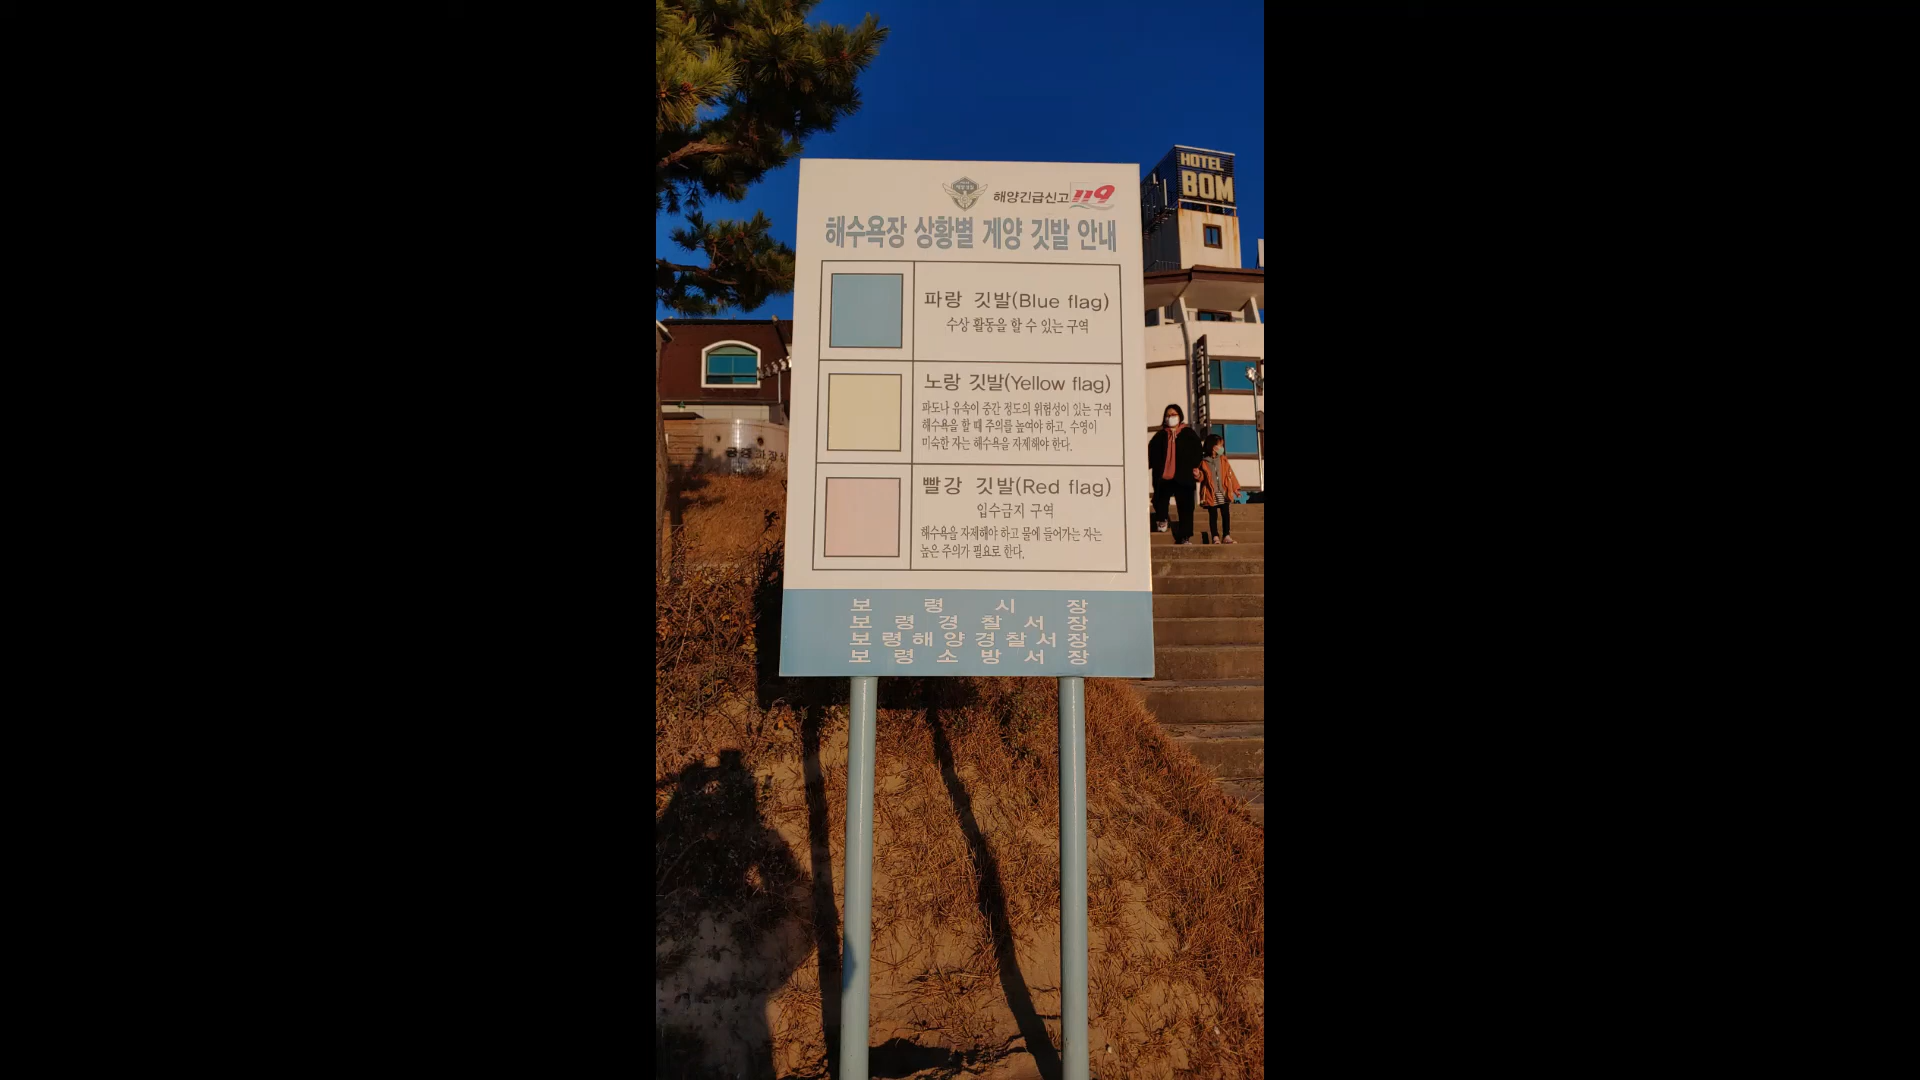 해양긴급신고 119
해수욕장 상황별 게양 깃발 안내
파랑 깃발(Blue flag)
수상 활동을 할 수 있는 구역
노랑 깃발(Yellow flag)
파도나 유속이 중간 정도의 위험성이 있는 구역
해수욕을 할 때 주의를 높여야 하고, 수영이
미숙한 자는 해수욕을 자제해야 한다.
빨강 깃발(Red flag)
입수금지 구역
해수욕을 자제해야 하고 물에 들어가는 자는
높은 주의가 필요로 한다.
보령시장
보령경찰서장
보령해양경찰서장
보령소방서장
HOTEL
BOM